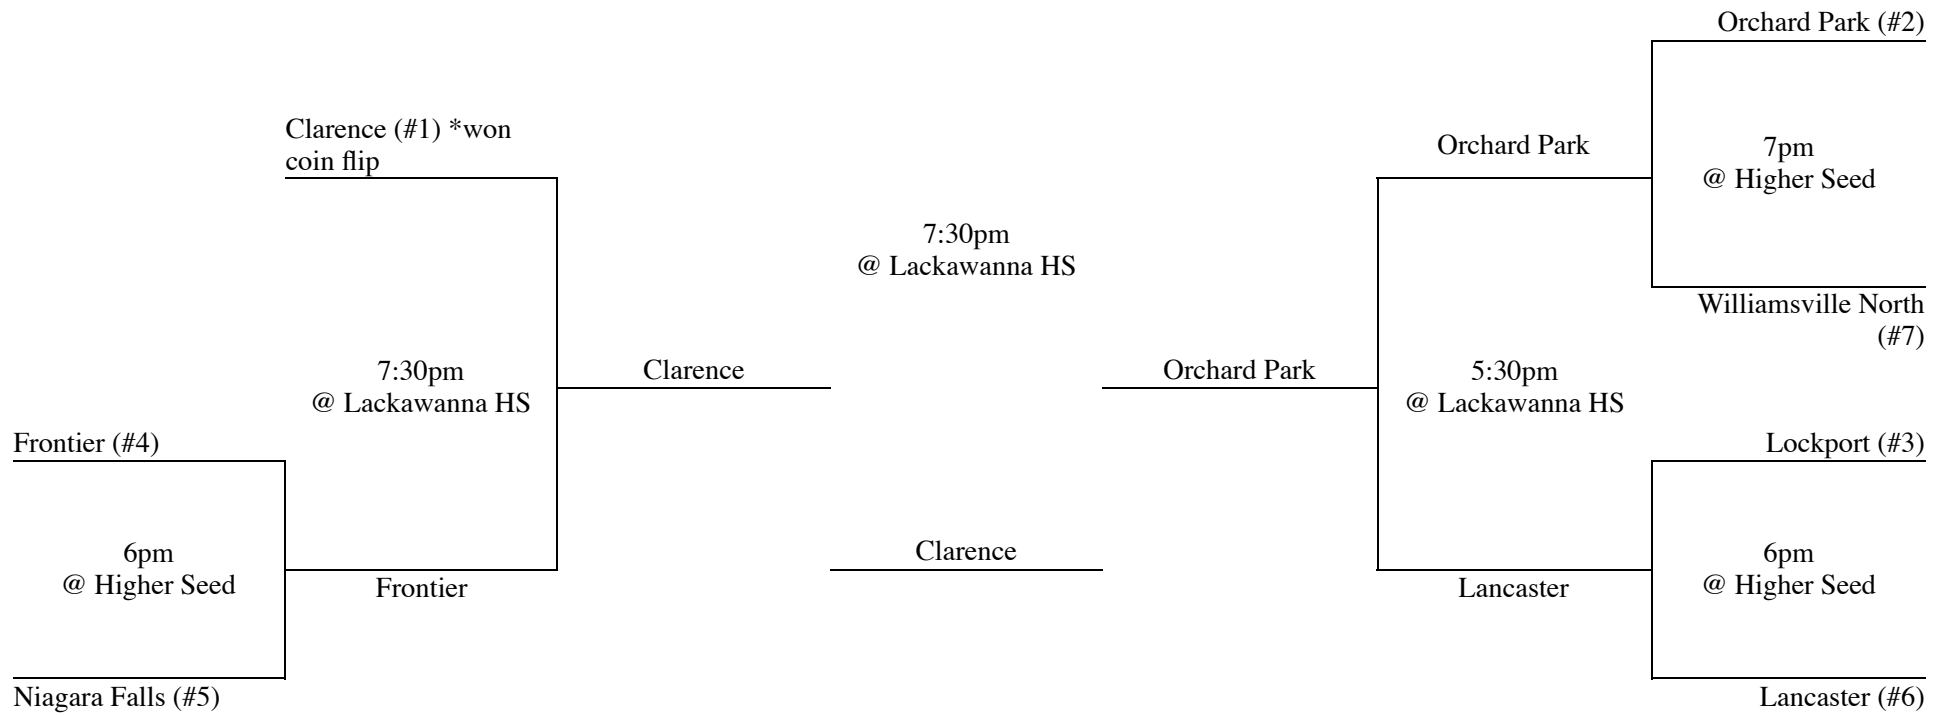 Orchard Park (#2)
Clarence (#1) *won
coin flip
Orchard Park
7pm
@ Higher Seed
7:30pm
@ Lackawanna HS
Williamsville North
(#7)
7:30pm
@ Lackawanna HS
Clarence
Orchard Park
5:30pm
@ Lackawanna HS
Frontier (#4)
Lockport (#3)
6pm
@ Higher Seed
Frontier
Clarence
Lancaster
6pm
@ Higher Seed
Niagara Falls (#5)
Lancaster (#6)